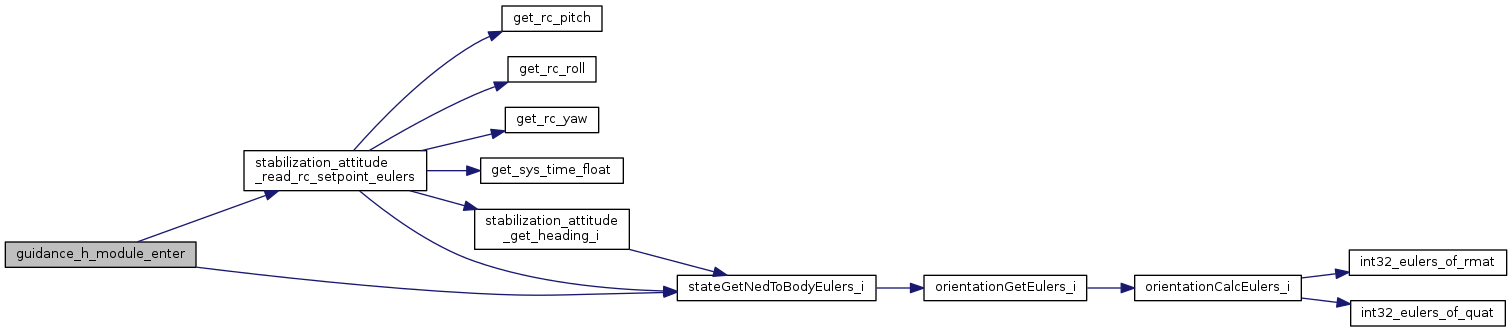 get_rc_pitch
get_rc_roll
get_rc_yaw
stabilization_attitude
_read_rc_setpoint_eulers
get_sys_time_float
stabilization_attitude
_get_heading_i
guidance_h_module_enter
stateGetNedToBodyEulers_i
orientationGetEulers_i
orientationCalcEulers_i
int32_eulers_of_rmat
int32_eulers_of_quat